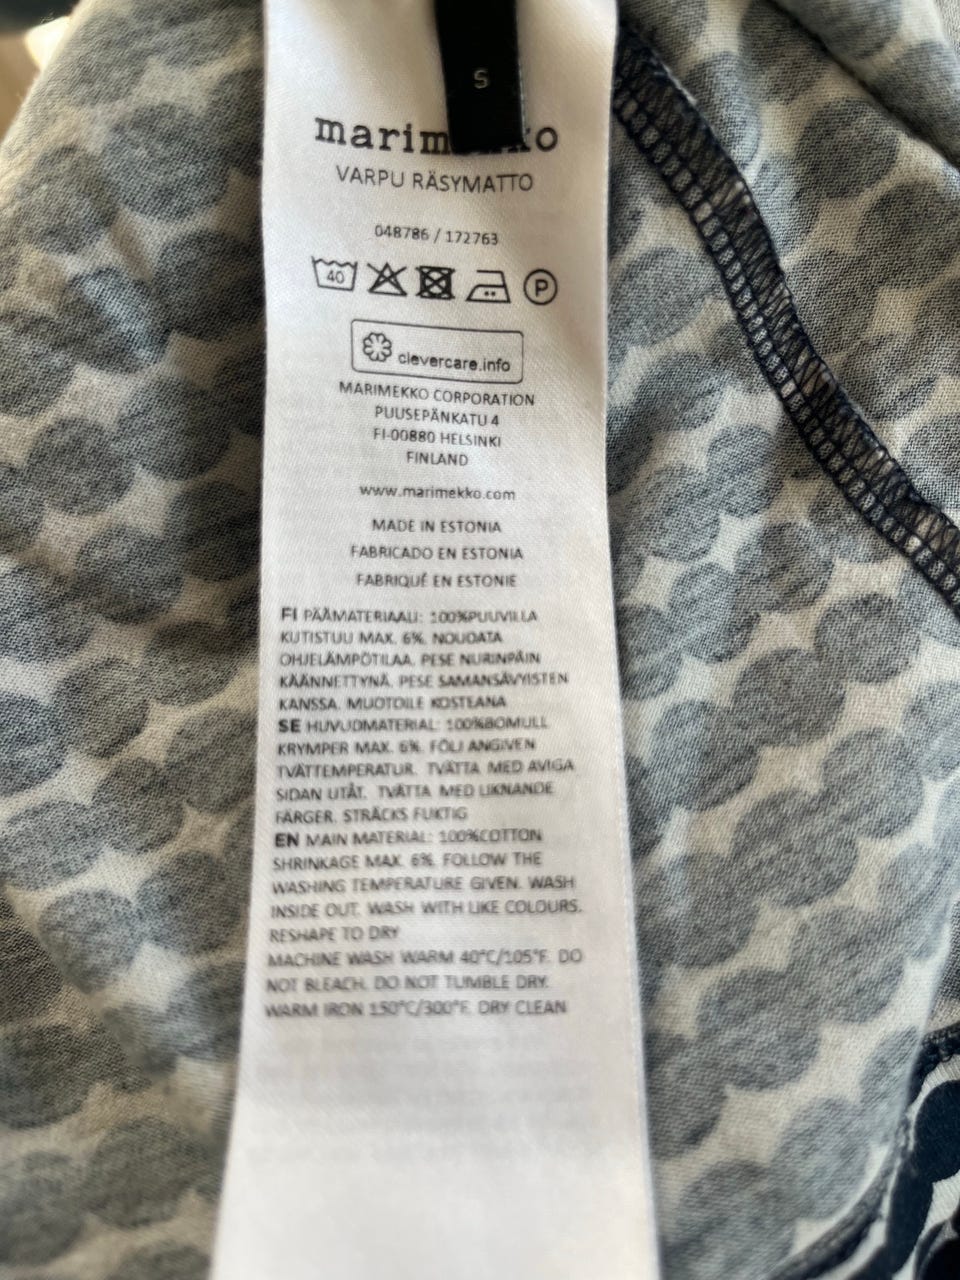 S
marimekko
VARPU RÄSYMATTO
048786 / 172763
40
P
clevercare.info
MARIMEKKO CORPORATION
PUUSEPÄNKATU 4
FI-00880 HELSINKI
FINLAND
www.marimekko.com
MADE IN ESTONIA
FABRICADO EN ESTONIA
FABRIQUÉ EN ESTONIE
FI PÄÄMATERIAALI: 100%PUUVILLA
KUTISTUU MAX. 6%. NOUDATA
OHJELÄMPÖTILAA. PESE NURINPÄIN
KÄÄNNETTYNÄ. PESE SAMANSÄVYISTEN
KANSSA. MUOTOILE KOSTEANA
SE HUVUDMATERIAL: 100%BOMULL
KRYMPER MAX. 6%. FÖLJ ANGIVEN
TVÄTTEMPERATUR. TVÄTTA MED AVIGA
SIDAN UTÅT. TVÄTTA MED LIKNANDE
FÄRGER. STRÄCKS FUKTIG
EN MAIN MATERIAL: 100%COTTON
SHRINKAGE MAX. 6%. FOLLOW THE
WASHING TEMPERATURE GIVEN. WASH
INSIDE OUT. WASH WITH LIKE COLOURS.
RESHAPE TO DRY
MACHINE WASH WARM 40°C/105°F. DO
NOT BLEACH. DO NOT TUMBLE DRY.
WARM IRON 150°C/300°F. DRY CLEAN